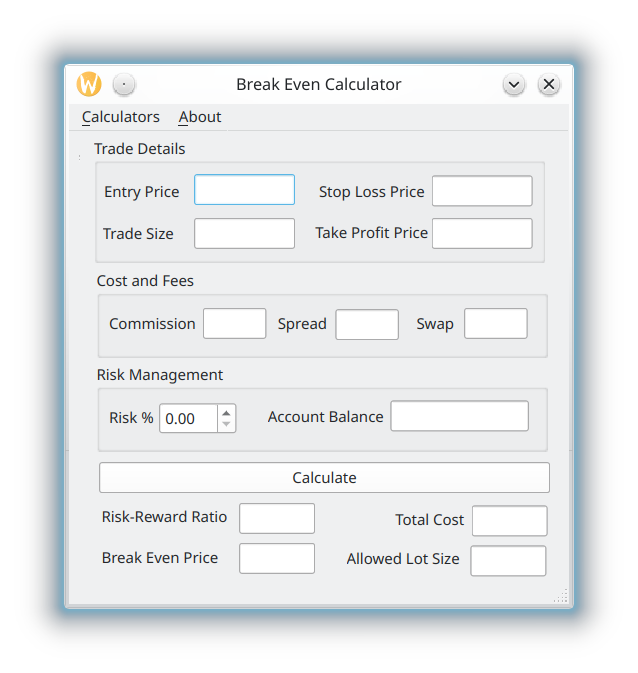 W
Break Even Calculator
Calculators About
Trade Details
Entry Price Stop Loss Price
Trade Size Take Profit Price
Cost and Fees
Commission Spread Swap
Risk Management
Risk % 0.00 Account Balance
Calculate
Risk-Reward Ratio Total Cost
Break Even Price Allowed Lot Size